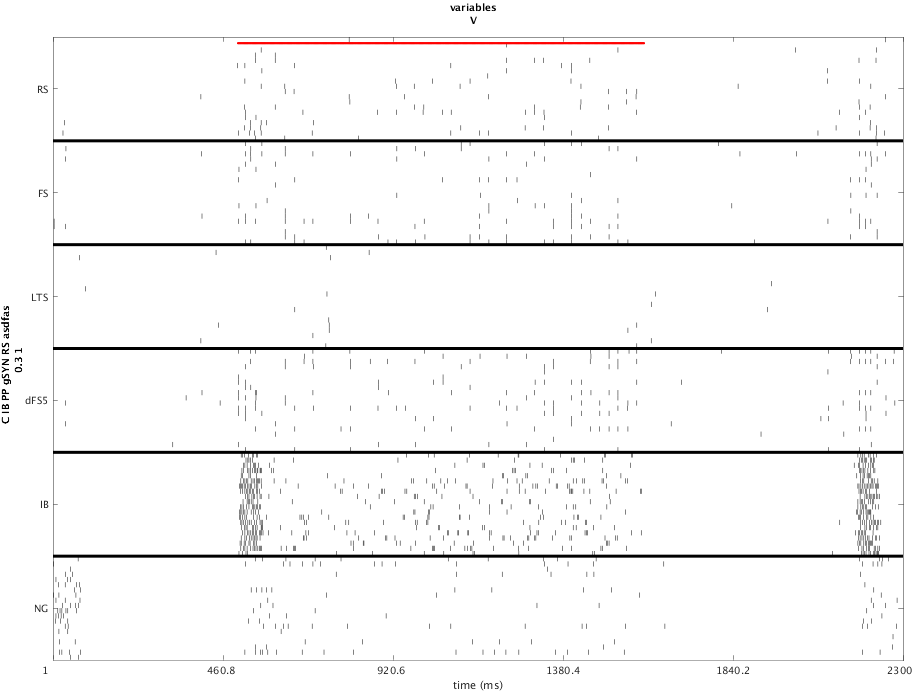 variables
V
RS
FS
LTS
dFS5
IB
NG
C IB PP gSYN RS asdfas
0.3 1
1
460.8
920.6
1380.4
1840.2
2300
time (ms)